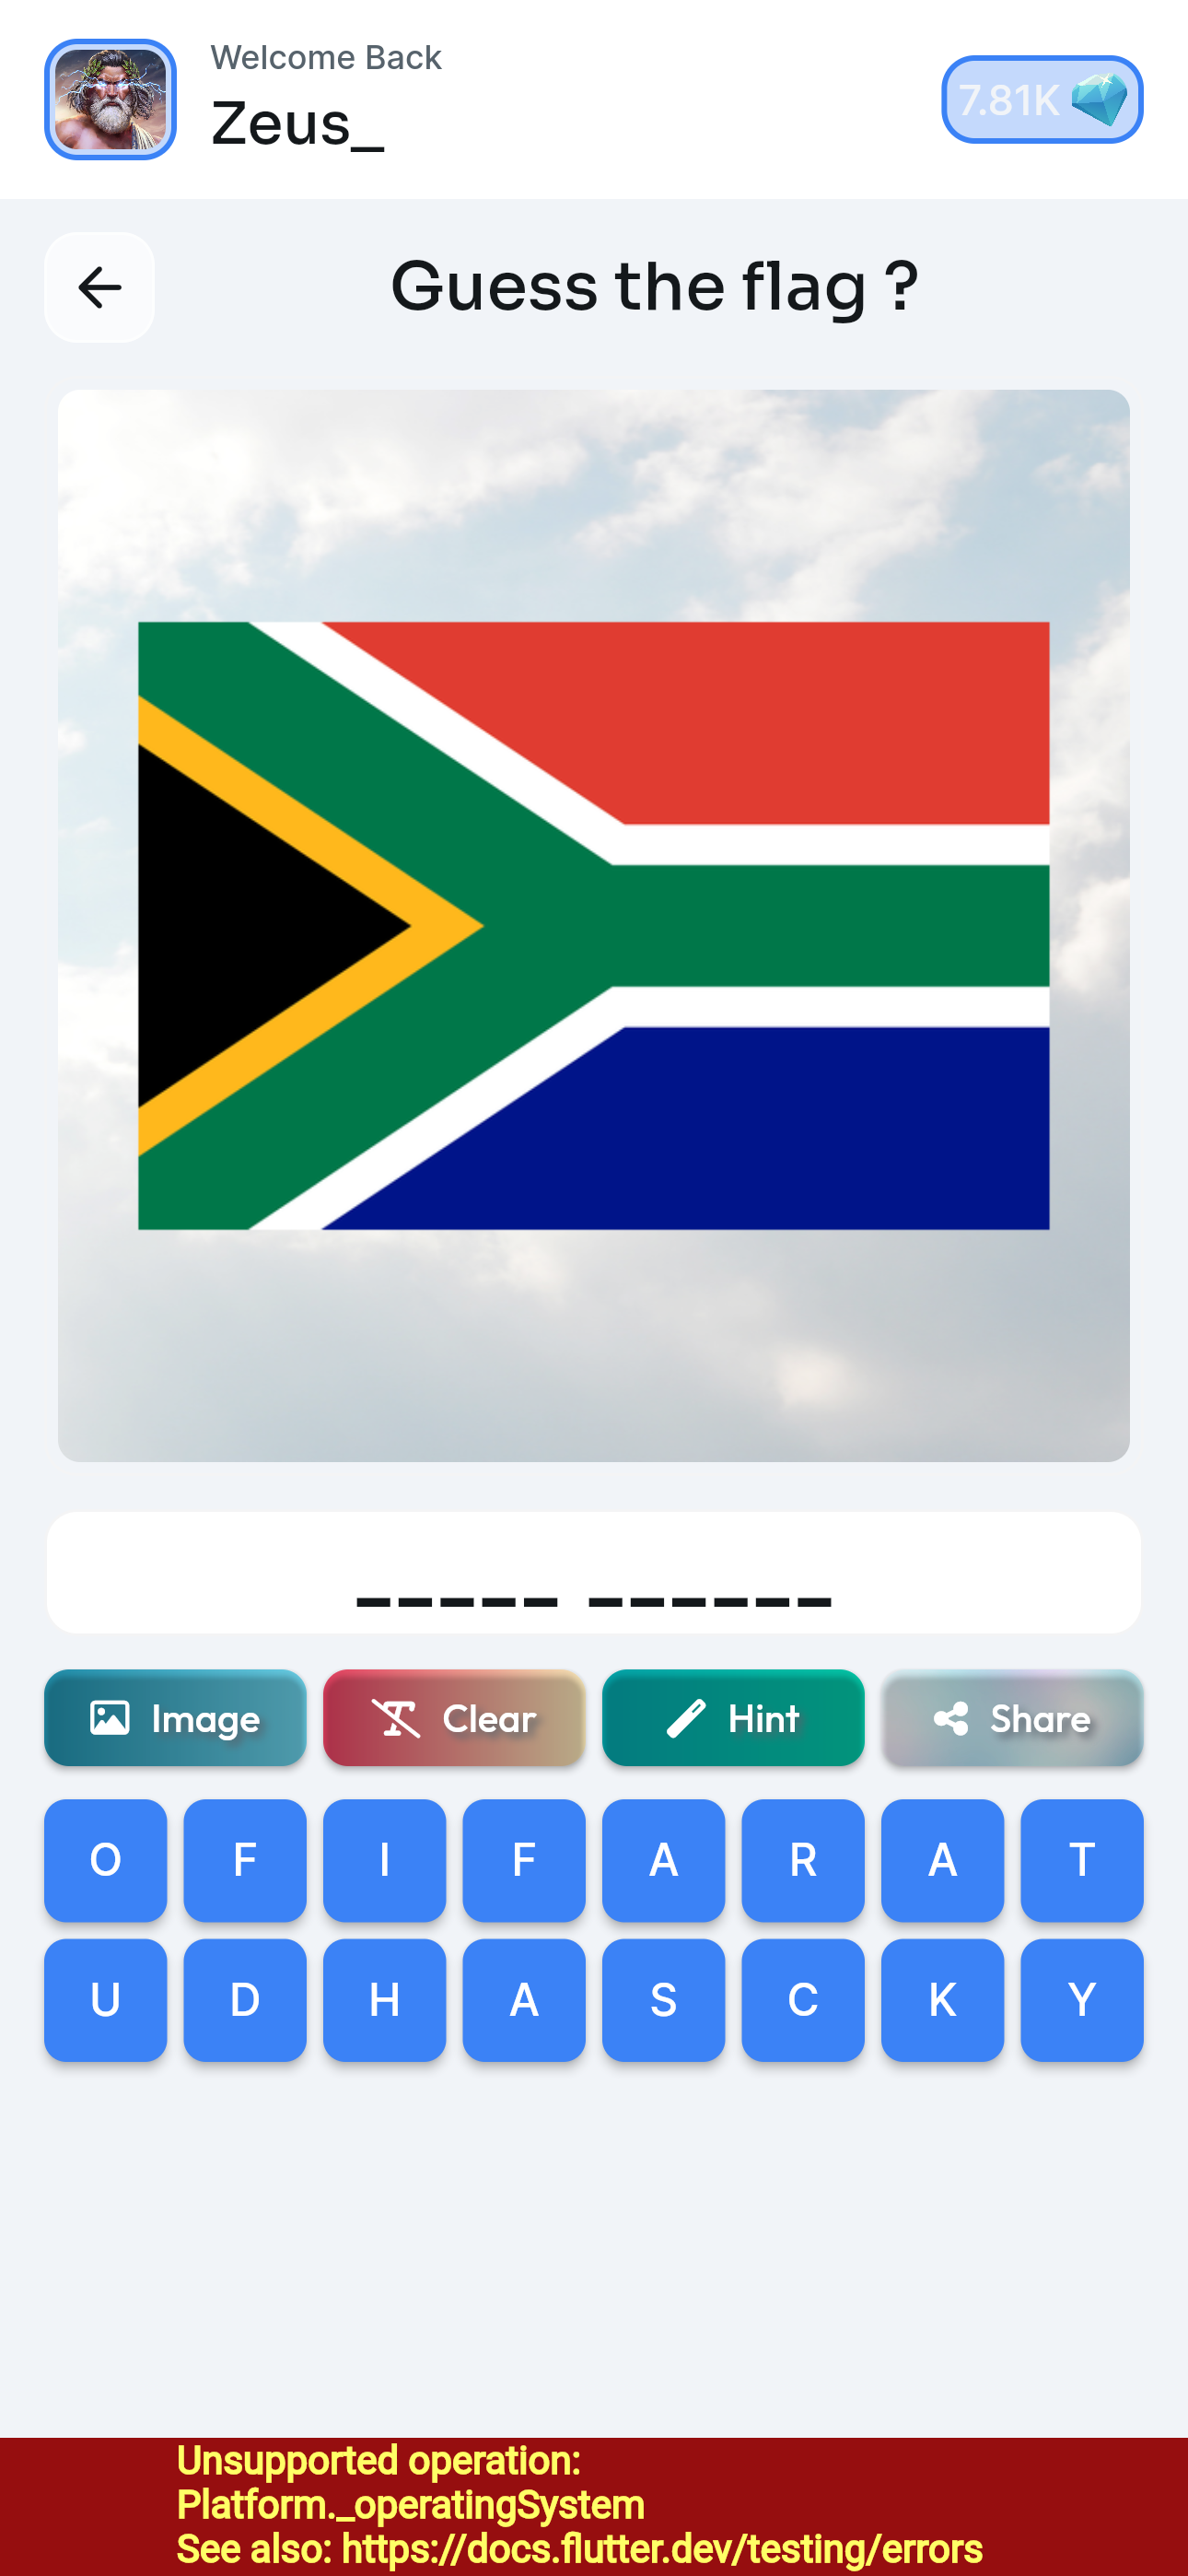 Welcome Back
Zeus_
7.81K
Guess the flag ?
_____ ______
Image
Clear
Hint
Share
O F I F A R A T
U D H A S C K Y
Unsupported operation:
Platform._operatingSystem
See also: https://docs.flutter.dev/testing/errors